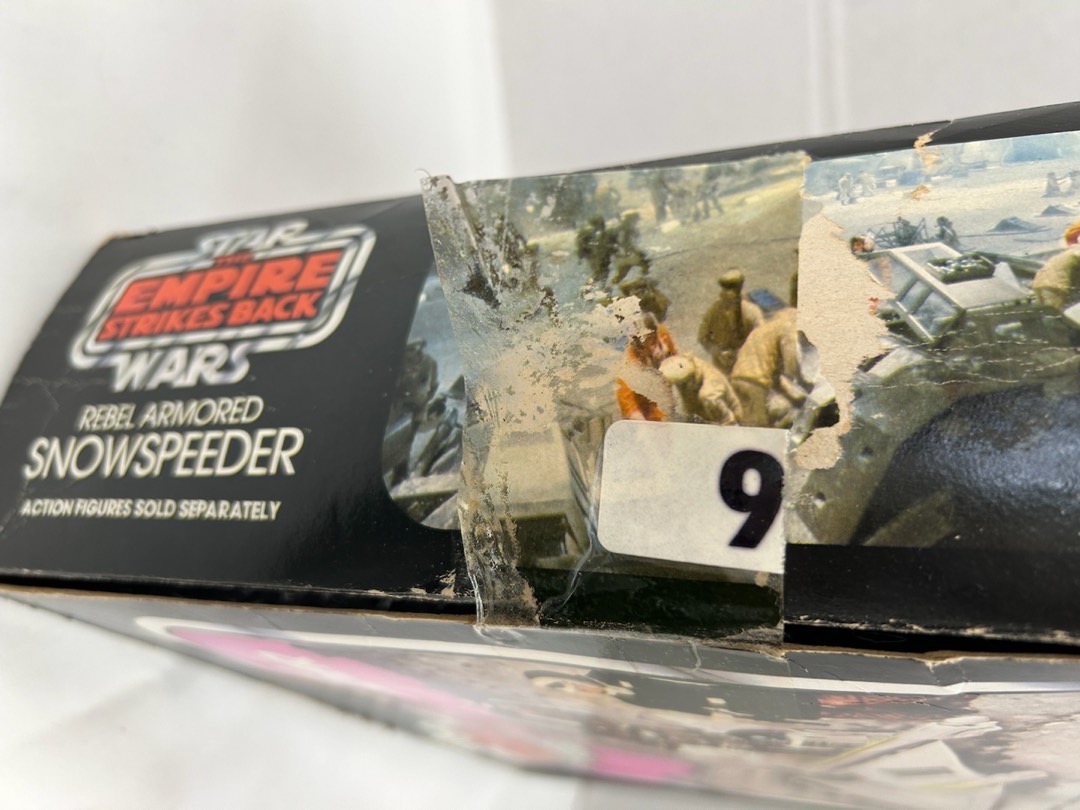 STAR
THE
EMPIRE
STRIKES BACK
WARS
REBEL ARMORED
SNOWSPEEDER
ACTION FIGURES SOLD SEPARATELY
9